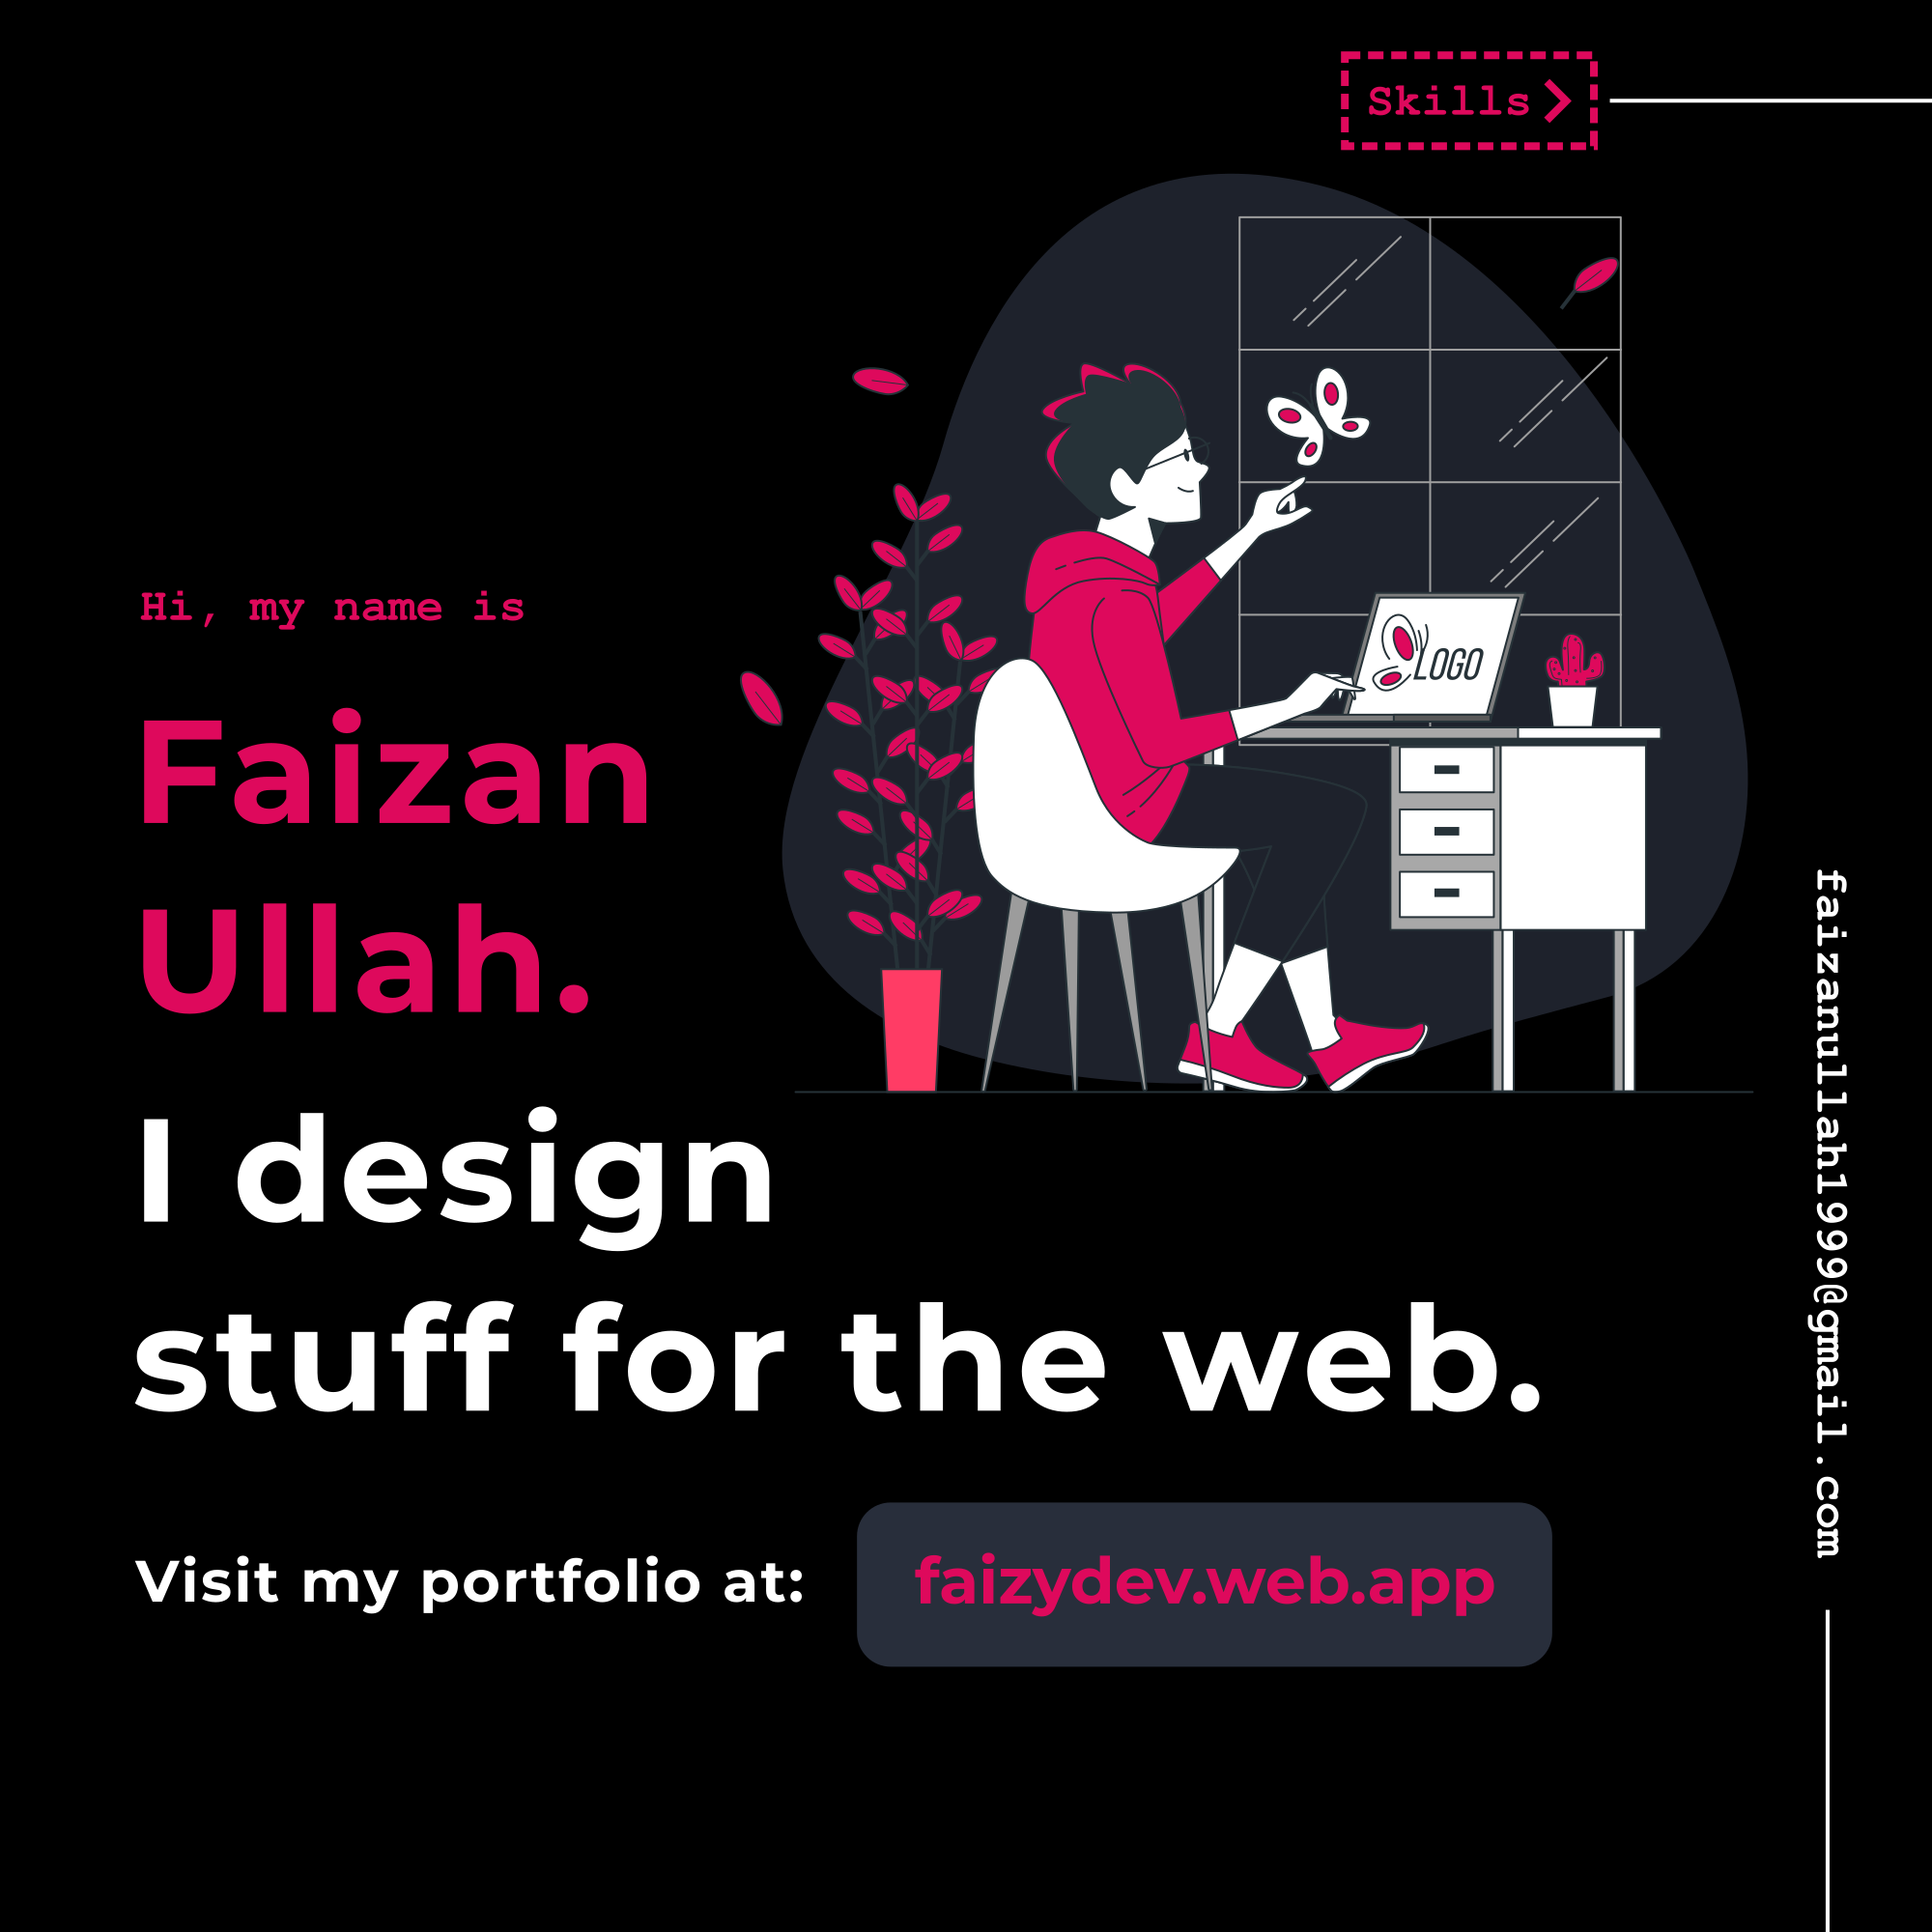 Skills
Hi, my name is
Faizan
Ullah.
LOGO
I design
stuff for the web.
Visit my portfolio at:
faizydev.web.app
faizanullah1999@gmail.com